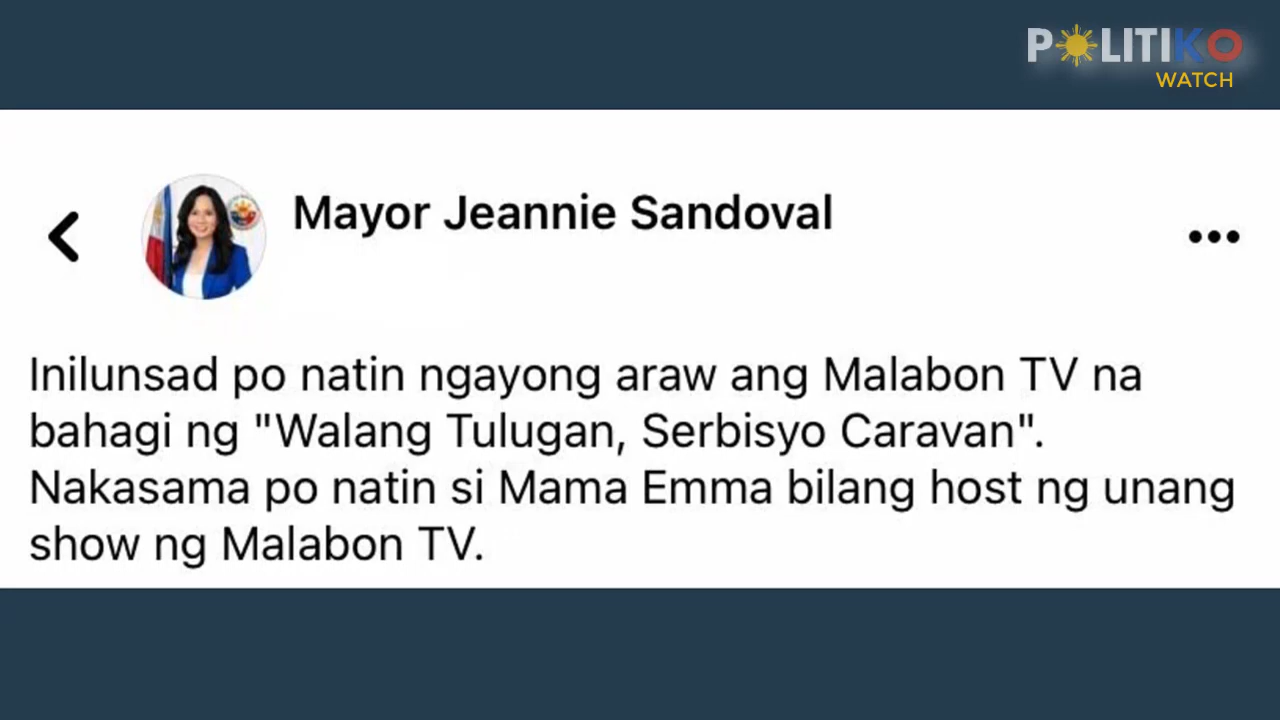 POLITIKO
WATCH
Mayor Jeannie Sandoval
Inilunsad po natin ngayong araw ang Malabon TV na
bahagi ng "Walang Tulugan, Serbisyo Caravan".
Nakasama po natin si Mama Emma bilang host ng unang
show ng Malabon TV.